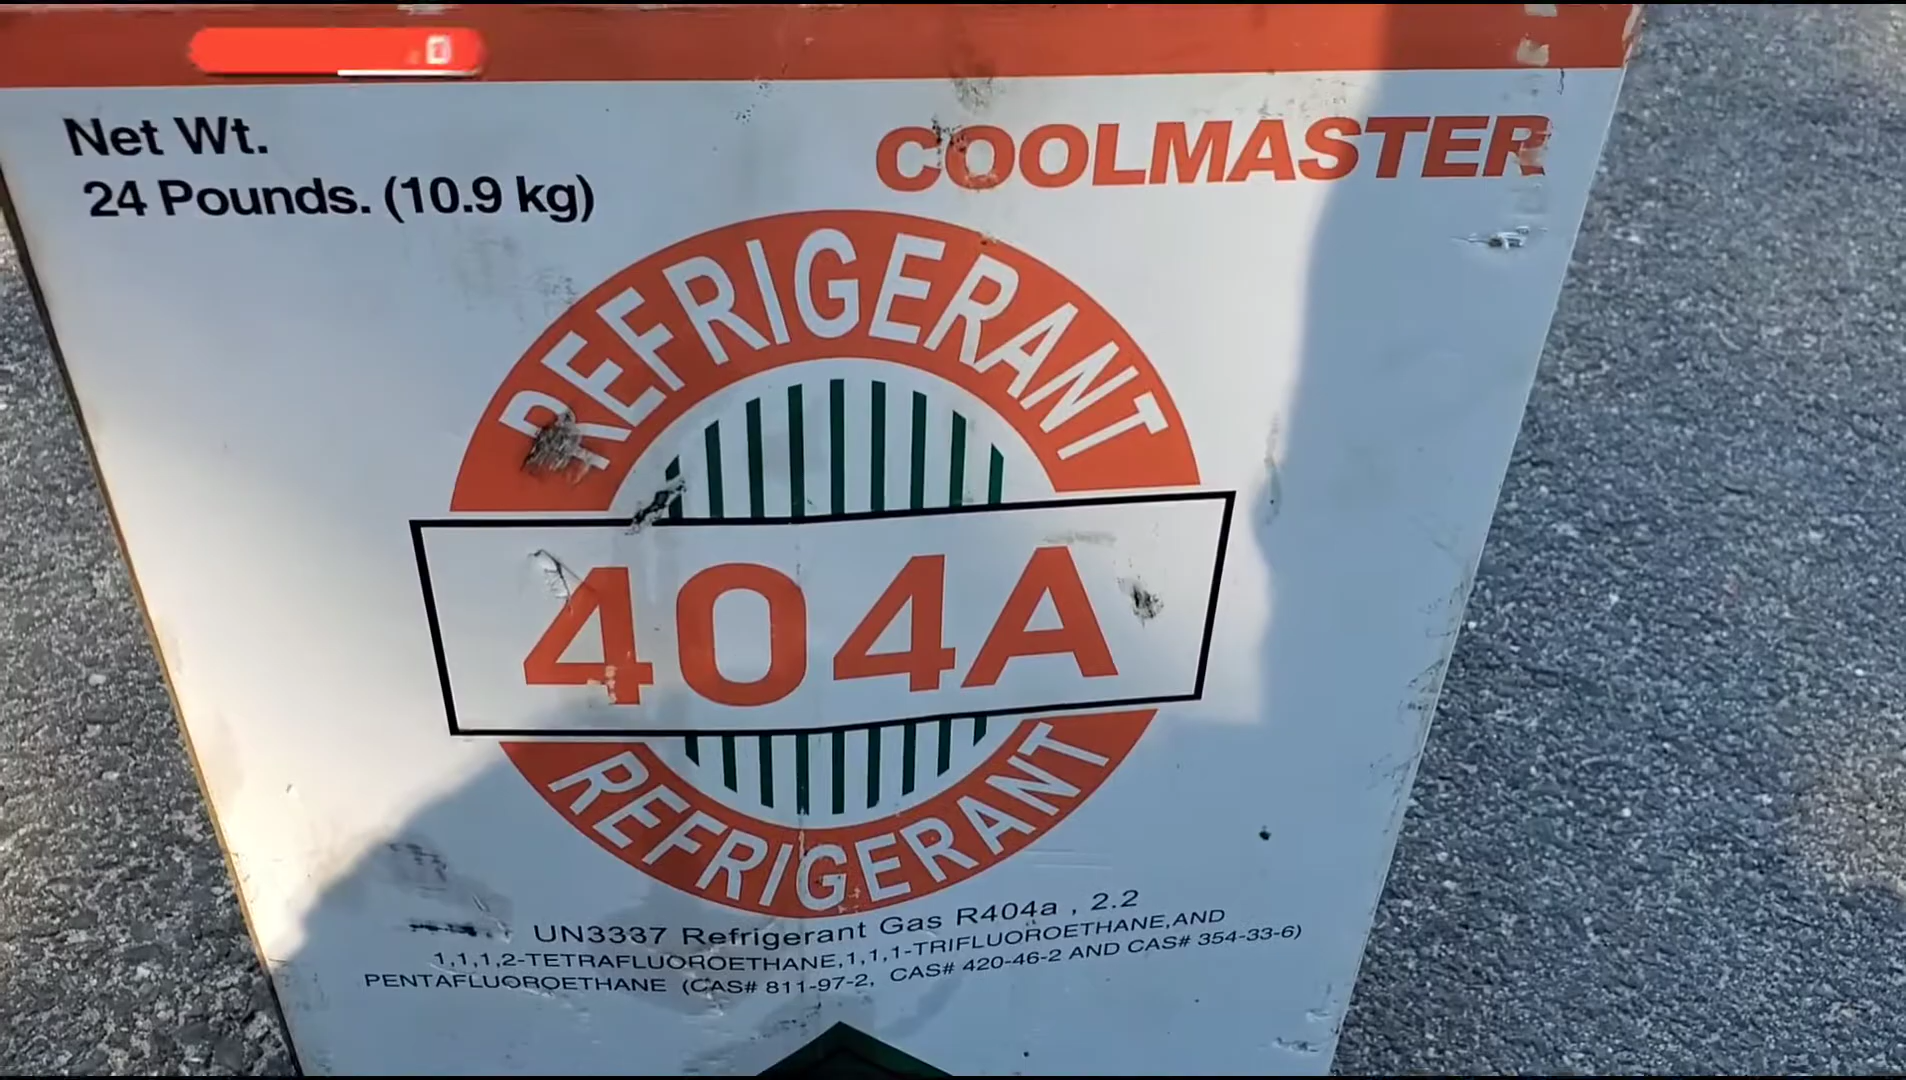 Net Wt.
24 Pounds. (10.9 kg)
COOLMASTER
REFRIGERANT
404A
REFRIGERANT
UN3337 Refrigerant Gas R404a , 2.2
1,1,1,2-TETRAFLUOROETHANE,1,1,1-TRIFLUOROETHANE,AND
PENTAFLUOROETHANE (CAS# 811-97-2, CAS# 420-46-2 AND CAS# 354-33-6)